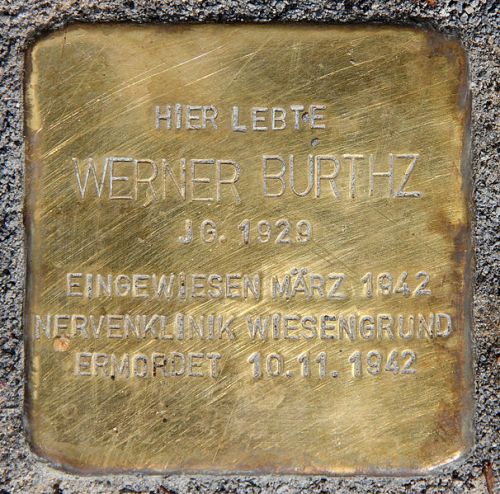 HIER LEBTE
WERNER BURTHZ
JG. 1929
EINGEWIESEN MÄRZ 1942
NERVENKLINIK WIESENGRUND
ERMORDET 10.11.1942